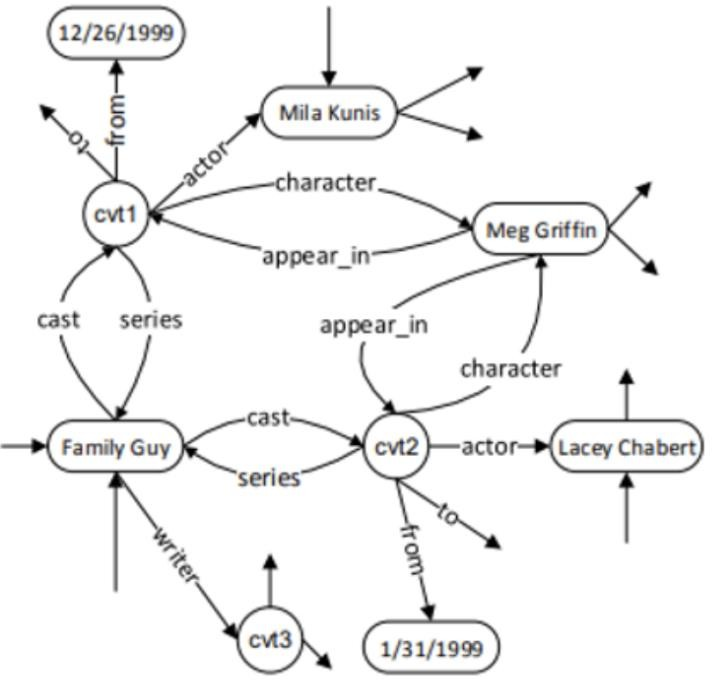 12/26/1999
to
from
actor
Mila Kunis
cvt1
character
Meg Griffin
appear_in
cast
series
appear_in
character
Family Guy
cast
cvt2
actor
Lacey Chabert
series
writer
from
to
cvt3
1/31/1999